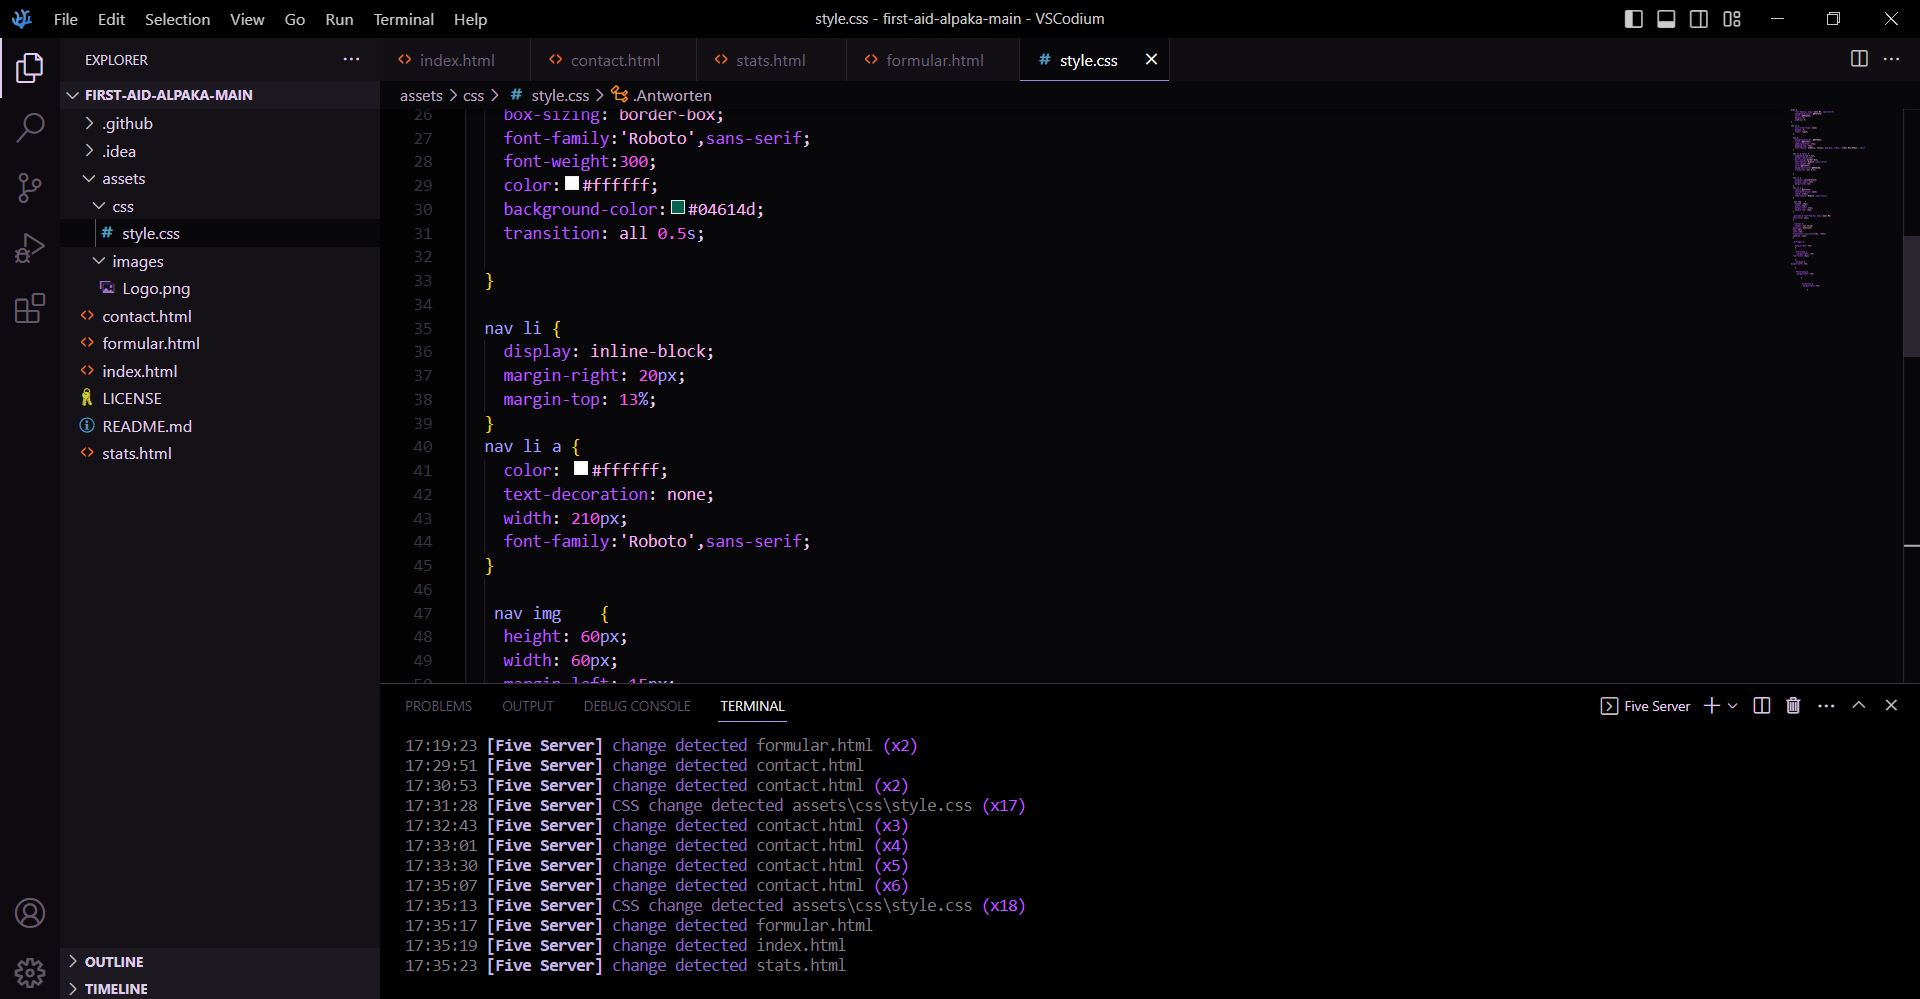 File Edit Selection View Go Run Terminal Help
style.css - first-aid-alpaka-main - VSCodium
EXPLORER
FIRST-AID-ALPAKA-MAIN
.github
.idea
assets
css
style.css
images
Logo.png
contact.html
formular.html
index.html
LICENSE
README.md
stats.html
OUTLINE
TIMELINE
index.html contact.html stats.html formular.html # style.css
assets > css > # style.css > .Antworten
26 box-sizing: border-box;
27 font-family:'Roboto',sans-serif;
28 font-weight:300;
29 color:#ffffff;
30 background-color:#04614d;
31 transition: all 0.5s;
32
33 }
34
35 nav li {
36 display: inline-block;
37 margin-right: 20px;
38 margin-top: 13%;
39 }
40 nav li a {
41 color: #ffffff;
42 text-decoration: none;
43 width: 210px;
44 font-family:'Roboto',sans-serif;
45 }
46
47 nav img    {
48 height: 60px;
49 width: 60px;
50 margin-left: 15px;
PROBLEMS OUTPUT DEBUG CONSOLE TERMINAL
Five Server
17:19:23 [Five Server] change detected formular.html (x2)
17:29:51 [Five Server] change detected contact.html
17:30:53 [Five Server] change detected contact.html (x2)
17:31:28 [Five Server] CSS change detected assets\css\style.css (x17)
17:32:43 [Five Server] change detected contact.html (x3)
17:33:01 [Five Server] change detected contact.html (x4)
17:33:30 [Five Server] change detected contact.html (x5)
17:35:07 [Five Server] change detected contact.html (x6)
17:35:13 [Five Server] CSS change detected assets\css\style.css (x18)
17:35:17 [Five Server] change detected formular.html
17:35:19 [Five Server] change detected index.html
17:35:23 [Five Server] change detected stats.html